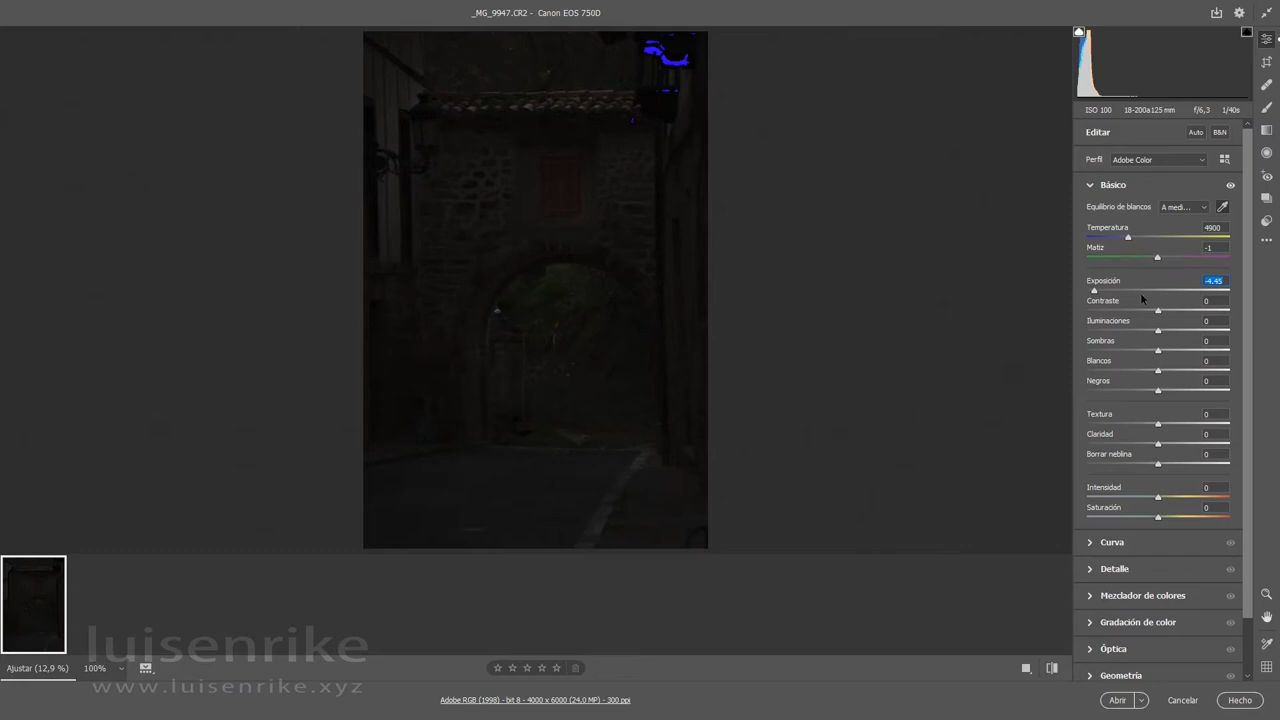 _MG_9947.CR2 - Canon EOS 750D
ISO 100 18-200a125 mm f/6,3 1/40s
Editar Auto B&N
Perfil Adobe Color
Básico
Equilibrio de blancos A medi...
Temperatura 4900
Matiz -1
Exposición -4.45
Contraste 0
Iluminaciones 0
Sombras 0
Blancos 0
Negros 0
Textura 0
Claridad 0
Borrar neblina 0
Intensidad 0
Saturación 0
Curva
Detalle
Mezclador de colores
Gradación de color
Óptica
Geometría
luisenrike
www.luisenrike.xyz
Ajustar (12,9 %) 100%
Adobe RGB (1998) - bit 8 - 4000 x 6000 (24,0 MP) - 300 ppi
Abrir Cancelar Hecho